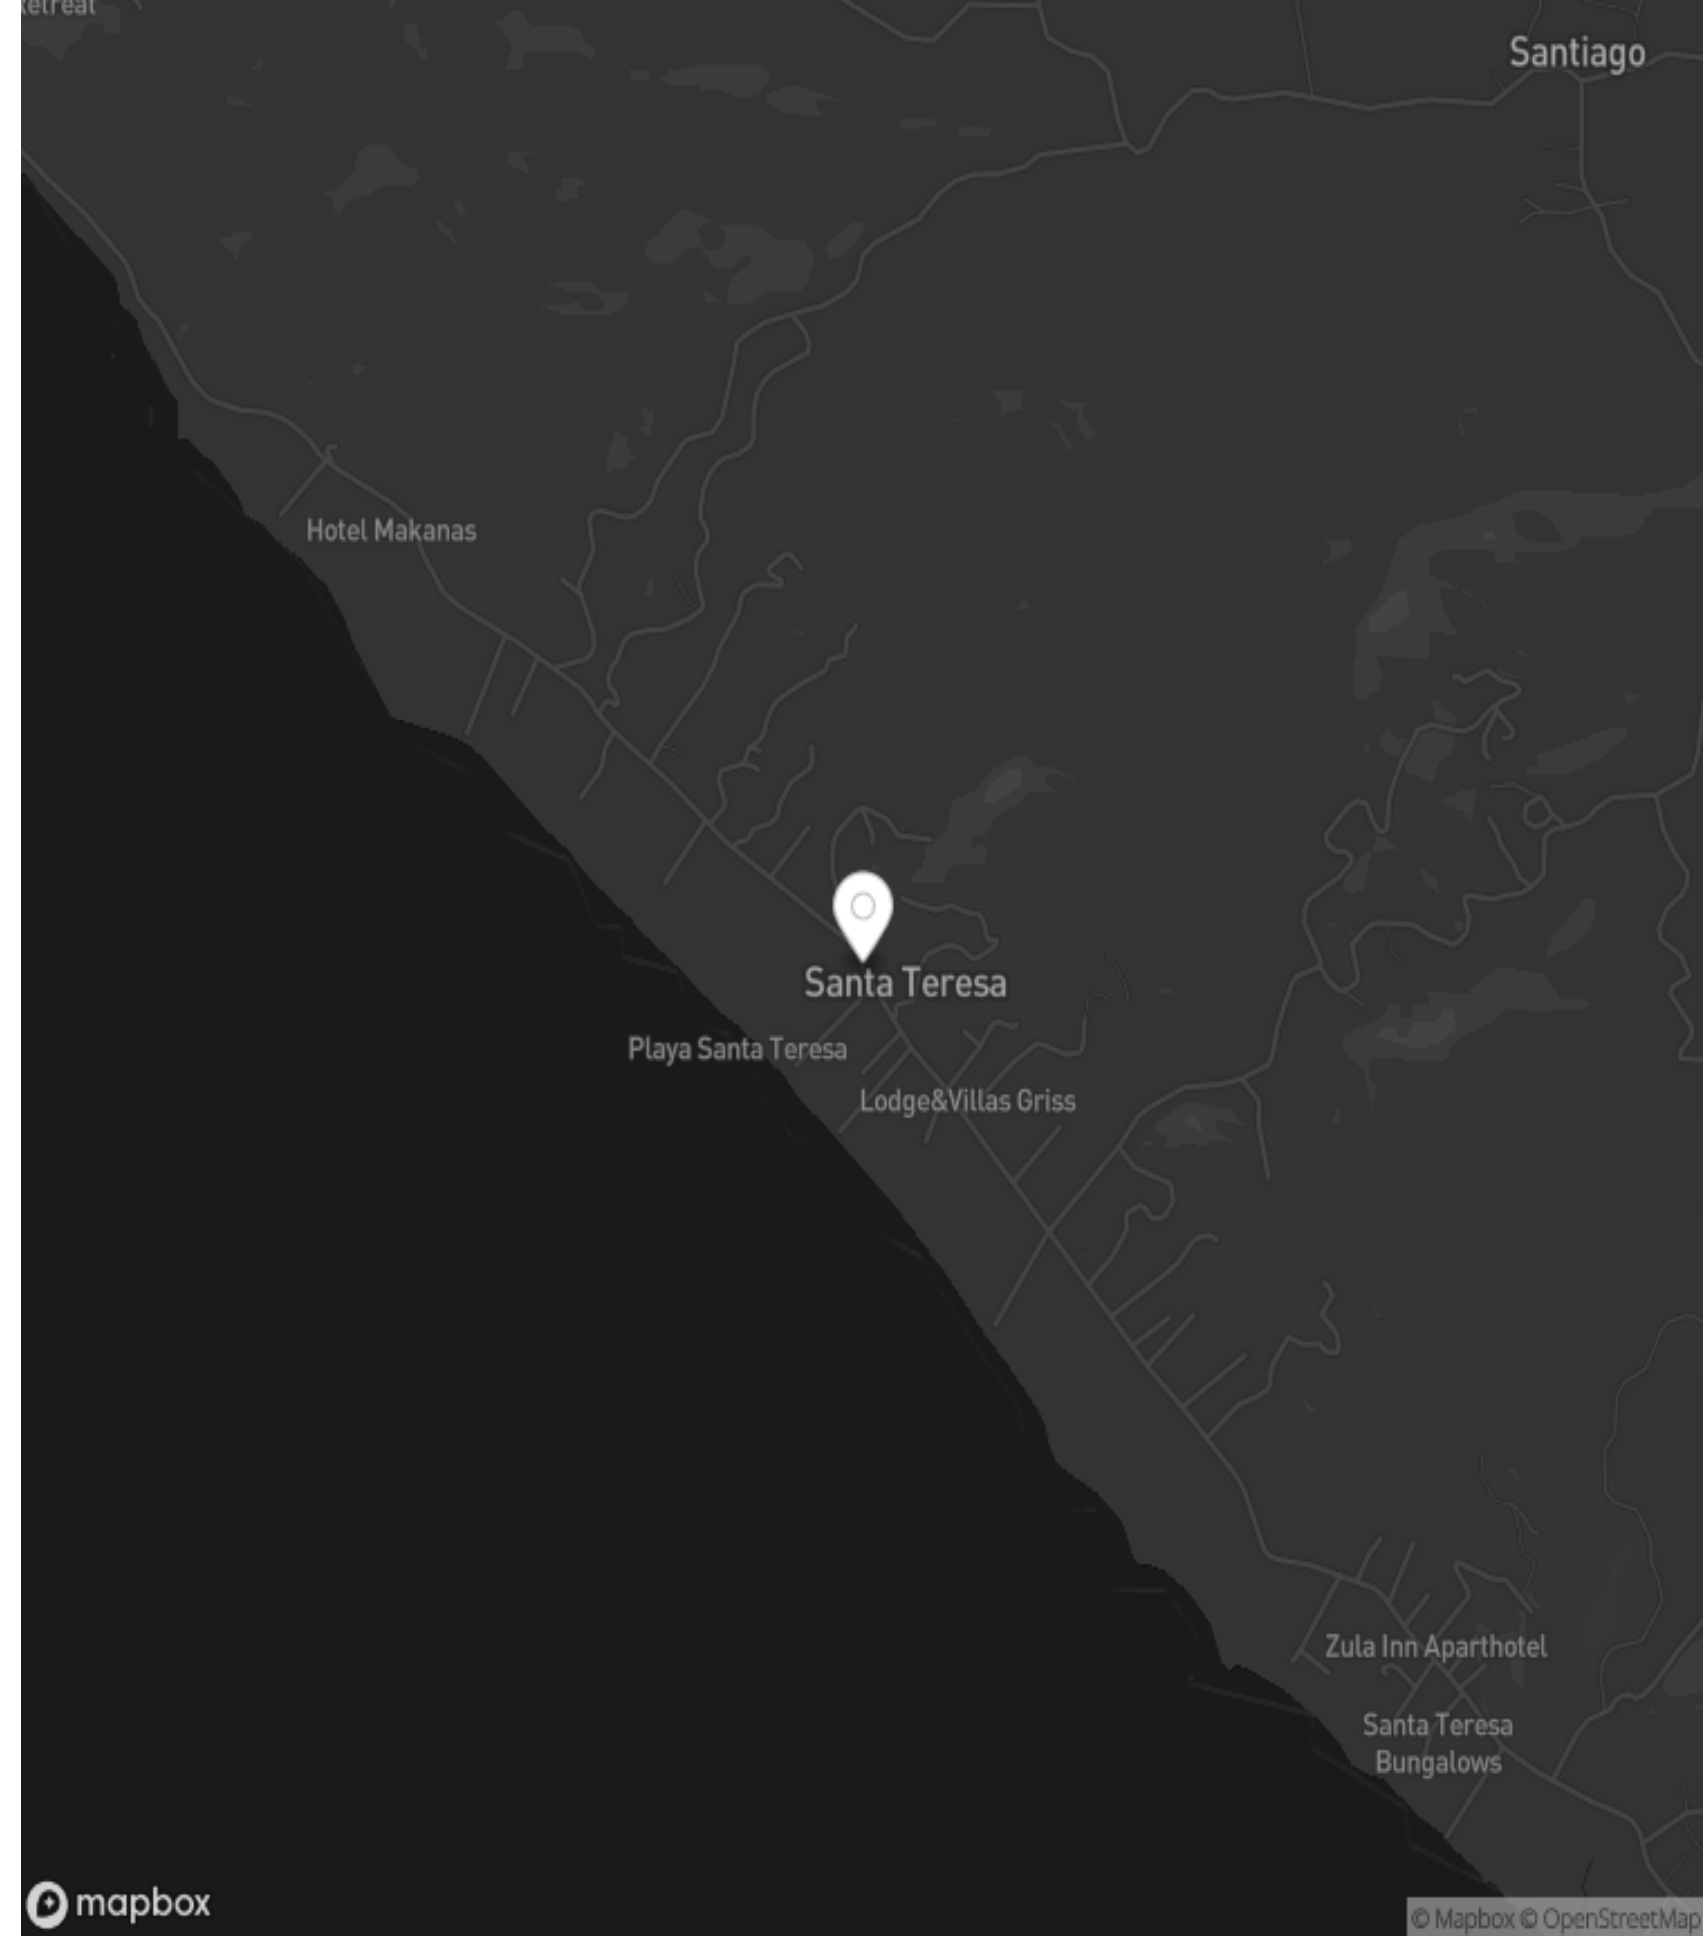 Retreat
Santiago
Hotel Makanas
Santa Teresa
Playa Santa Teresa
Lodge&Villas Griss
Zula Inn Aparthotel
Santa Teresa
Bungalows
mapbox
© Mapbox © OpenStreetMap